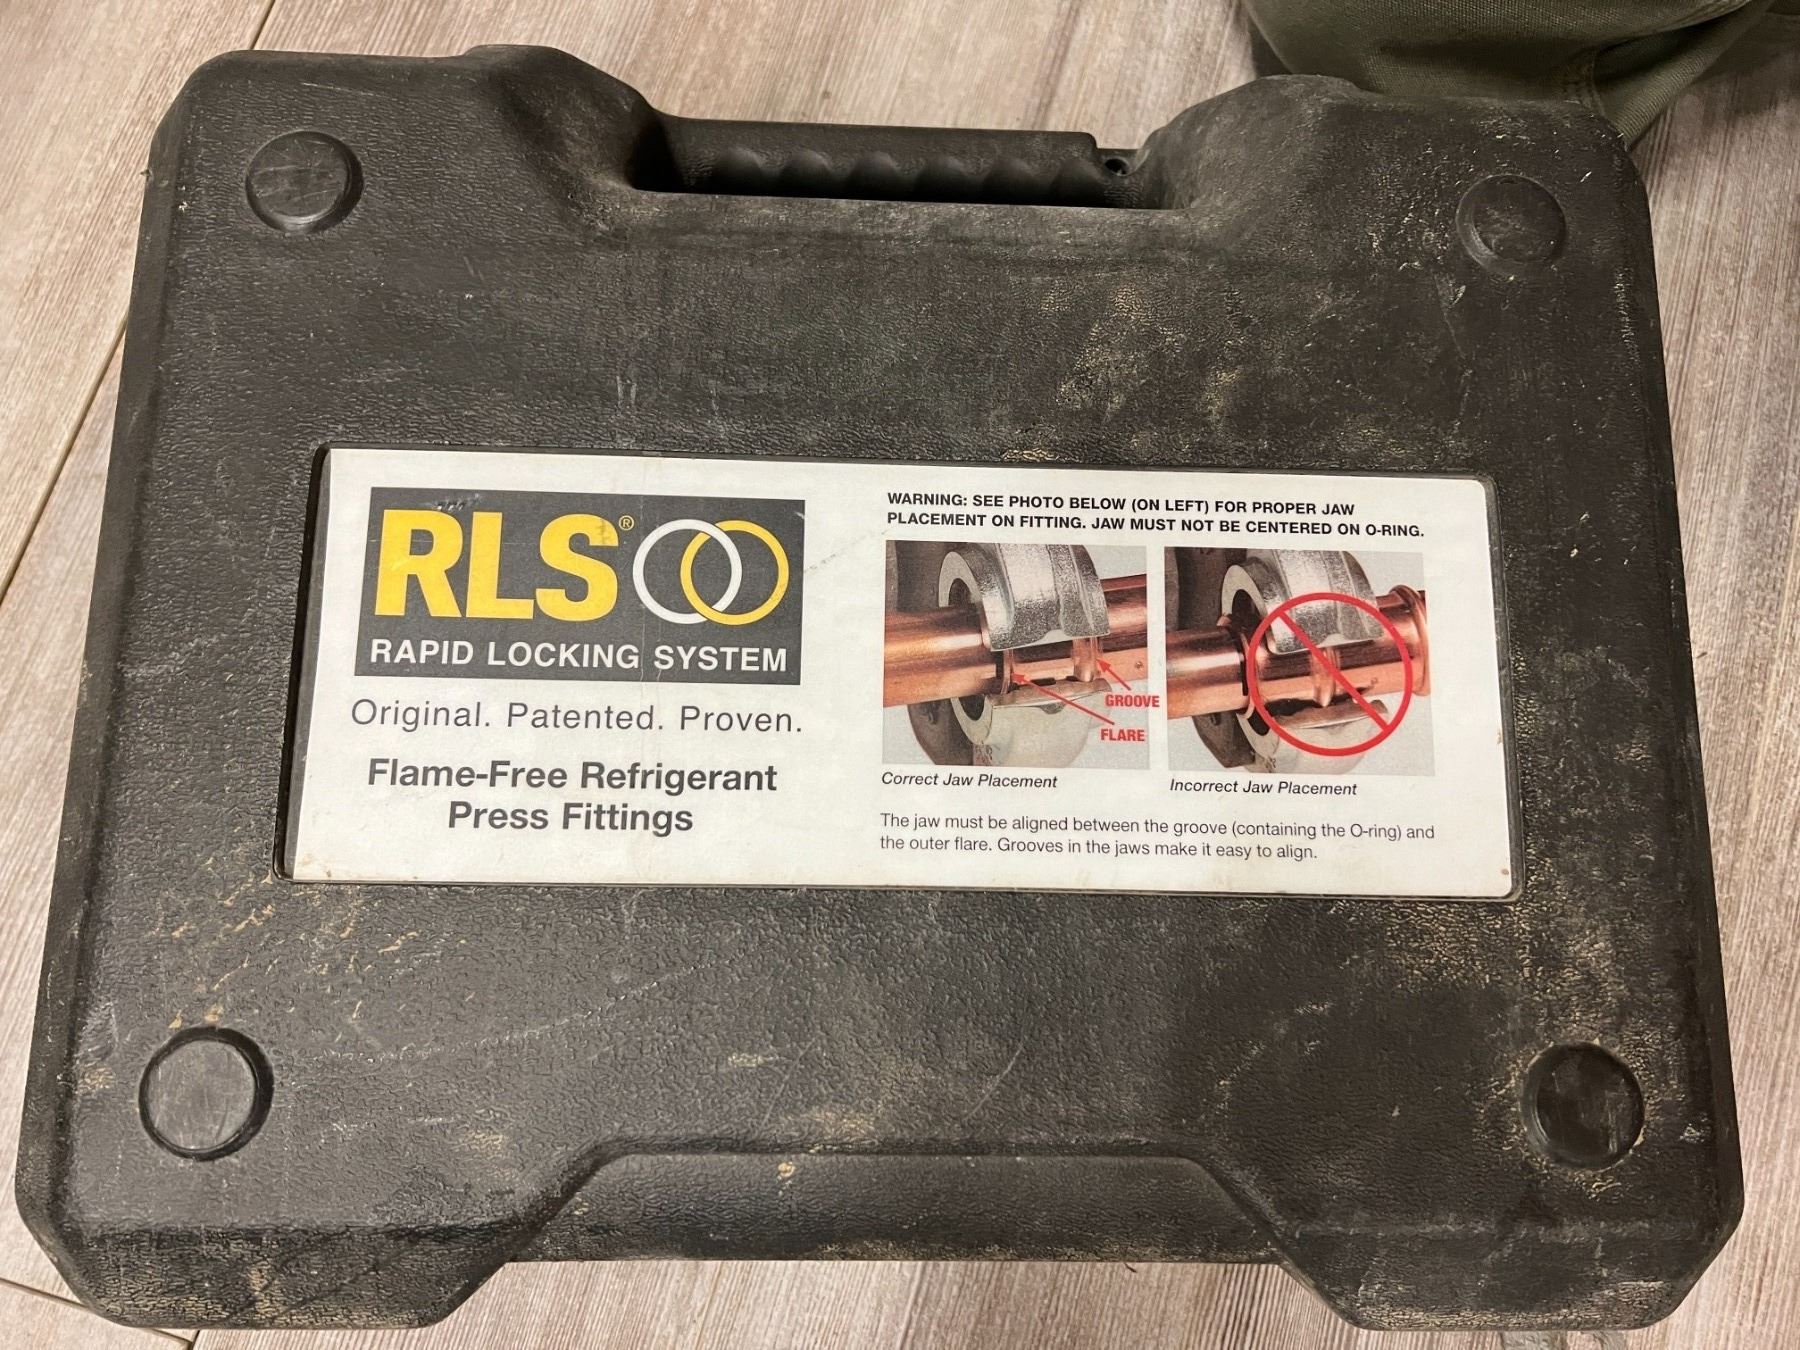 RLS®
RAPID LOCKING SYSTEM
Original. Patented. Proven.
Flame-Free Refrigerant
Press Fittings
WARNING: SEE PHOTO BELOW (ON LEFT) FOR PROPER JAW
PLACEMENT ON FITTING. JAW MUST NOT BE CENTERED ON O-RING.
GROOVE
FLARE
Correct Jaw Placement
Incorrect Jaw Placement
The jaw must be aligned between the groove (containing the O-ring) and
the outer flare. Grooves in the jaws make it easy to align.